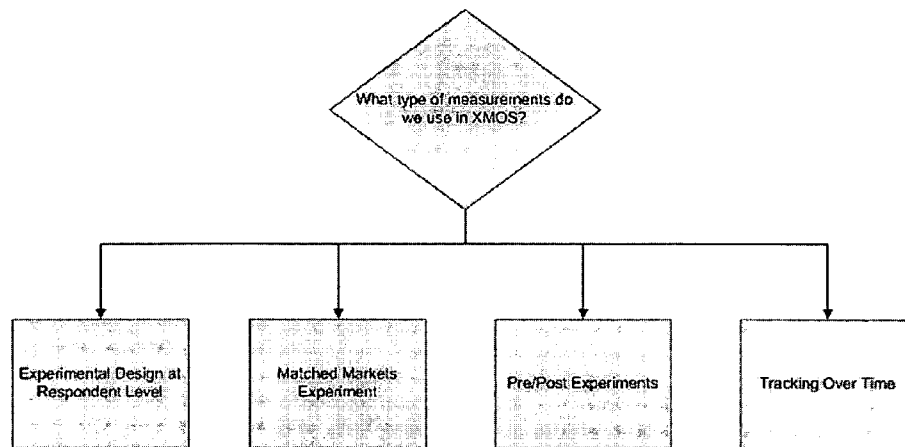 What type of measurements do
we use in XMOS?
Experimental Design at
Respondent Level
Matched Markets
Experiment
Pre/Post Experiments
Tracking Over Time